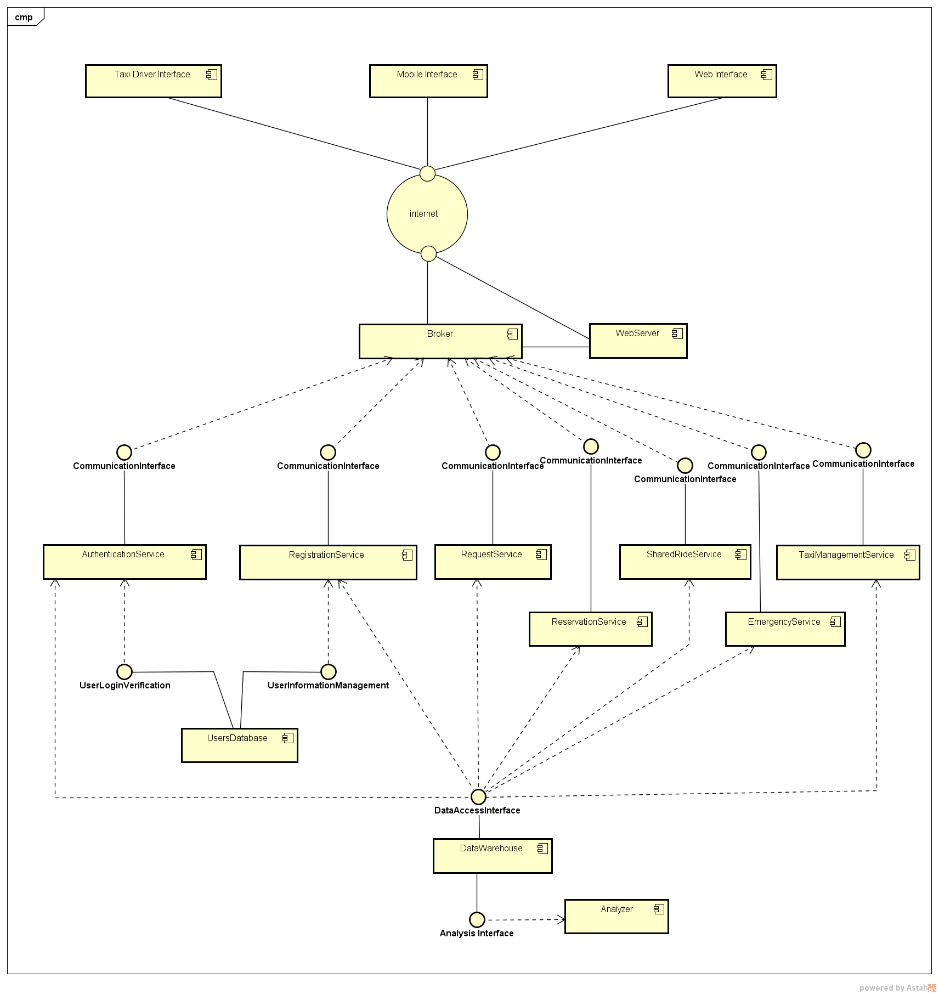 cmp
Taxi Driver Interface
Mobile Interface
Web Interface
internet
Broker
WebServer
CommunicationInterface
CommunicationInterface
CommunicationInterface
CommunicationInterface
CommunicationInterface
CommunicationInterface
CommunicationInterface
AuthenticationService
RegistrationService
RequestService
SharedRideService
TaxiManagementService
ReservationService
EmergencyService
UserLoginVerification
UserInformationManagement
UsersDatabase
DataAccessInterface
DataWarehouse
Analyzer
Analysis Interface
powered by Astah